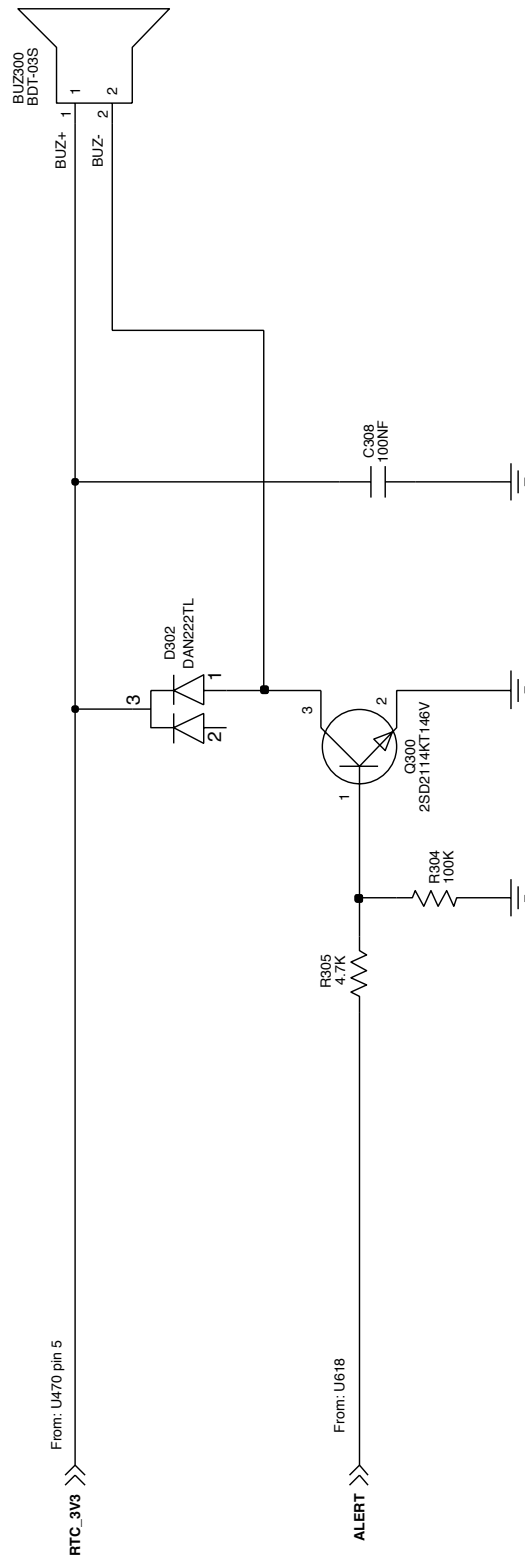 BUZ300
BDT-03S
BUZ+
1
1
BUZ-
2
2
C308
100NF
D302
DAN222TL
3
1
2
3
2
1
Q300
2SD2114KT146V
R304
100K
R305
4.7K
From: U470 pin 5
RTC_3V3
From: U618
ALERT